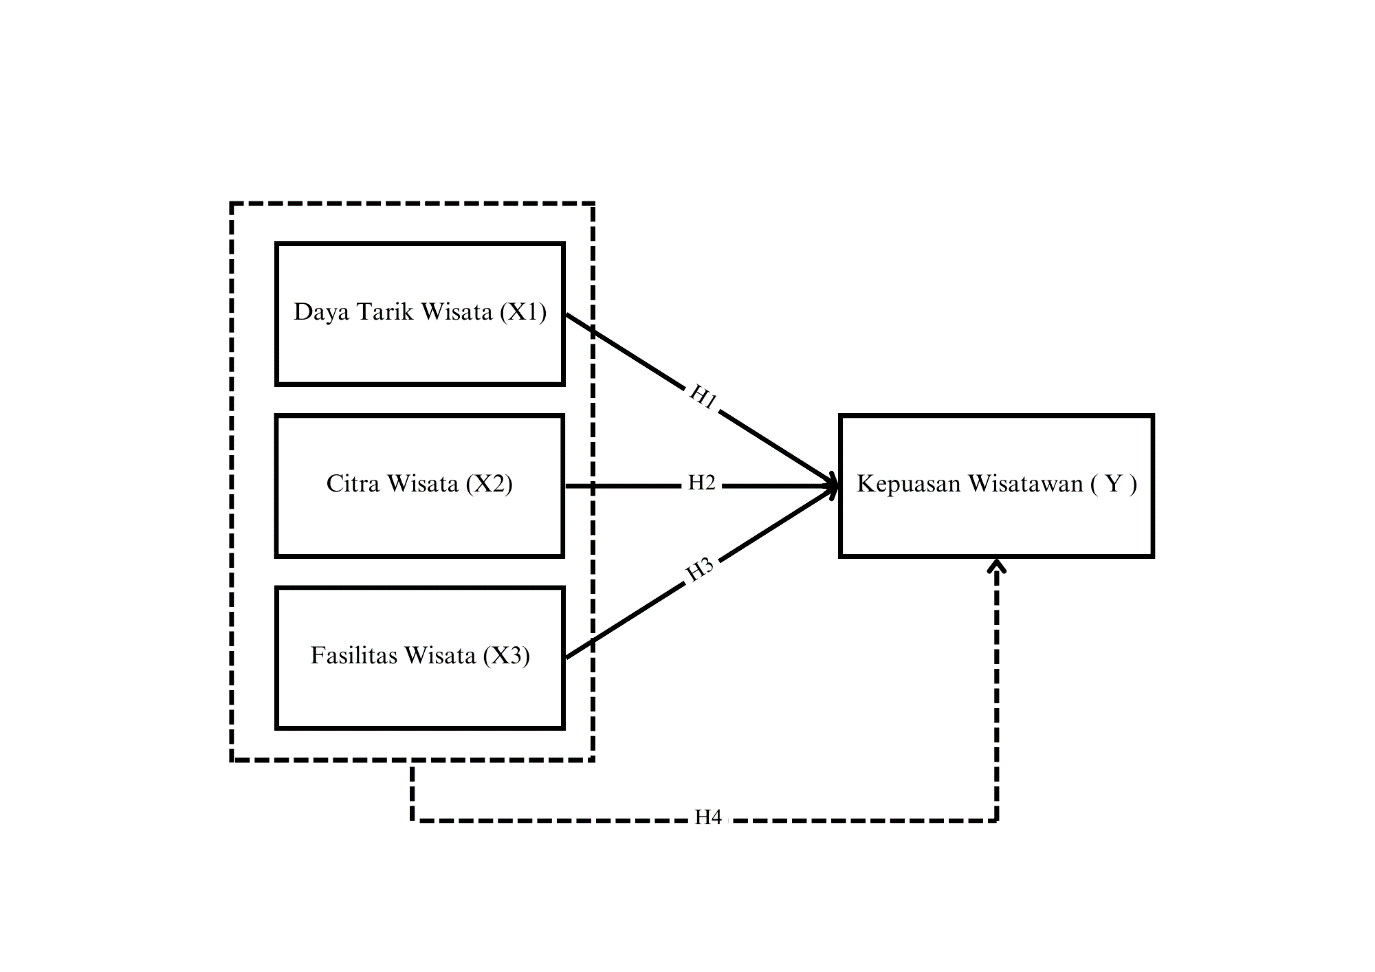 Daya Tarik Wisata (X1)
H1
Citra Wisata (X2)
H2
Kepuasan Wisatawan ( Y )
H3
Fasilitas Wisata (X3)
H4